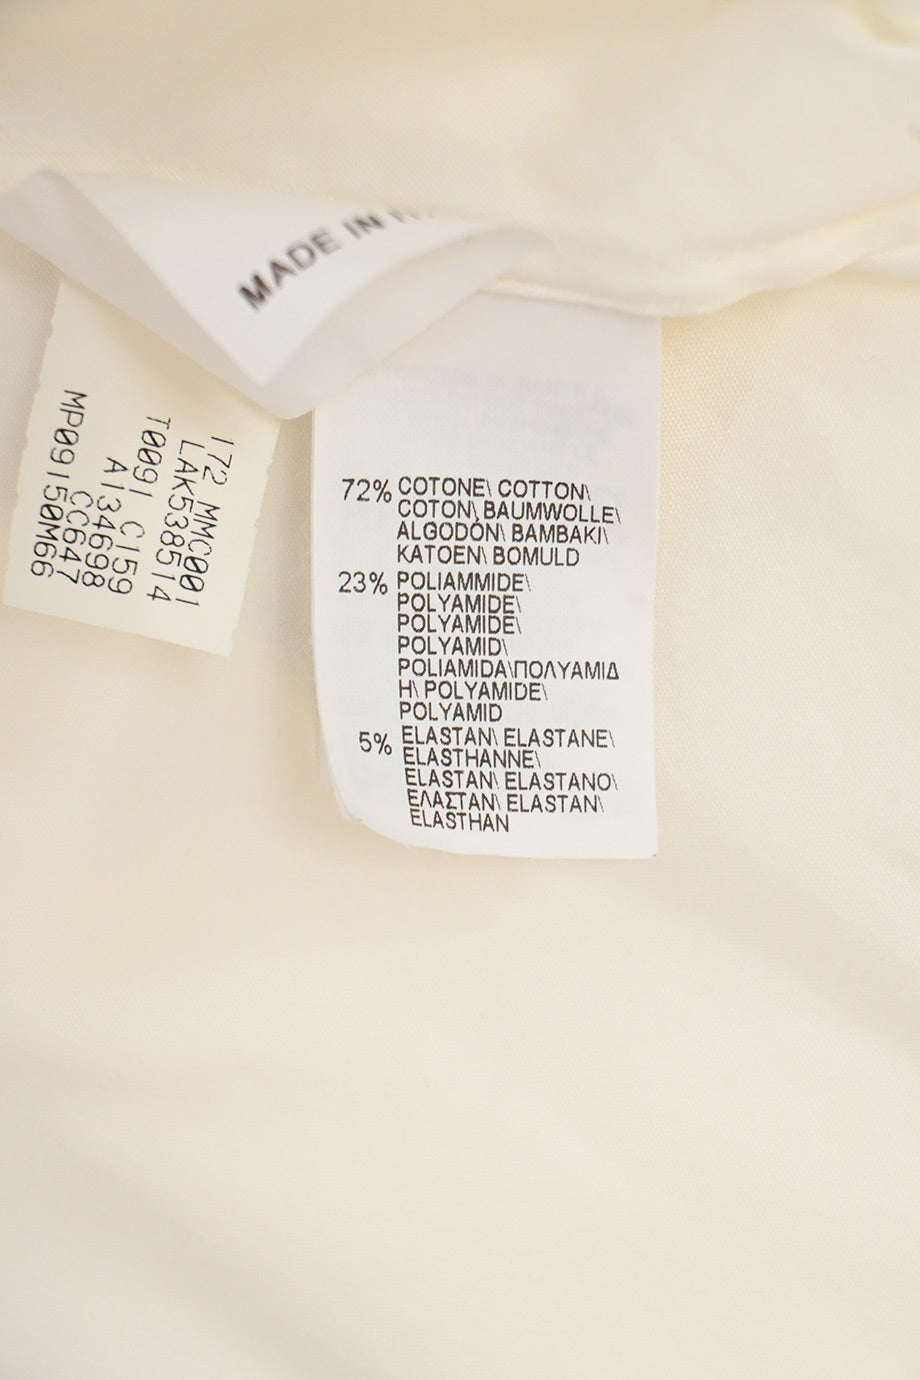 MADE IN
172 MMC001
LAK538514
T0091 C159
A134698
CC647
MP09150M66
72% COTONE\ COTTON\
COTON\ BAUMWOLLE\
ALGODÓN\ BAMBAKI\
KATOEN\ BOMULD
23% POLIAMMIDE\
POLYAMIDE\
POLYAMIDE\
POLYAMID\
POLIAMIDA\ΠΟΛΥΑΜΙΔ
Η\ POLYAMIDE\
POLYAMID
5% ELASTAN\ ELASTANE\
ELASTHANNE\
ELASTAN\ ELASTANO\
ΕΛΑΣΤΑΝ\ ELASTAN\
ELASTHAN